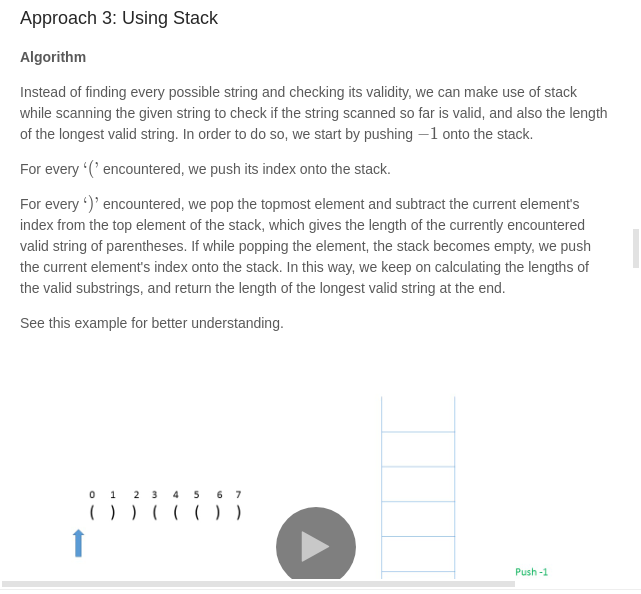 Approach 3: Using Stack
Algorithm
Instead of finding every possible string and checking its validity, we can make use of stack
while scanning the given string to check if the string scanned so far is valid, and also the length
of the longest valid string. In order to do so, we start by pushing −1 onto the stack.
For every ‘(’ encountered, we push its index onto the stack.
For every ‘)’ encountered, we pop the topmost element and subtract the current element's
index from the top element of the stack, which gives the length of the currently encountered
valid string of parentheses. If while popping the element, the stack becomes empty, we push
the current element's index onto the stack. In this way, we keep on calculating the lengths of
the valid substrings, and return the length of the longest valid string at the end.
See this example for better understanding.
0 1 2 3 4 5 6 7
( ) ) ( ( ( ) )
Push -1